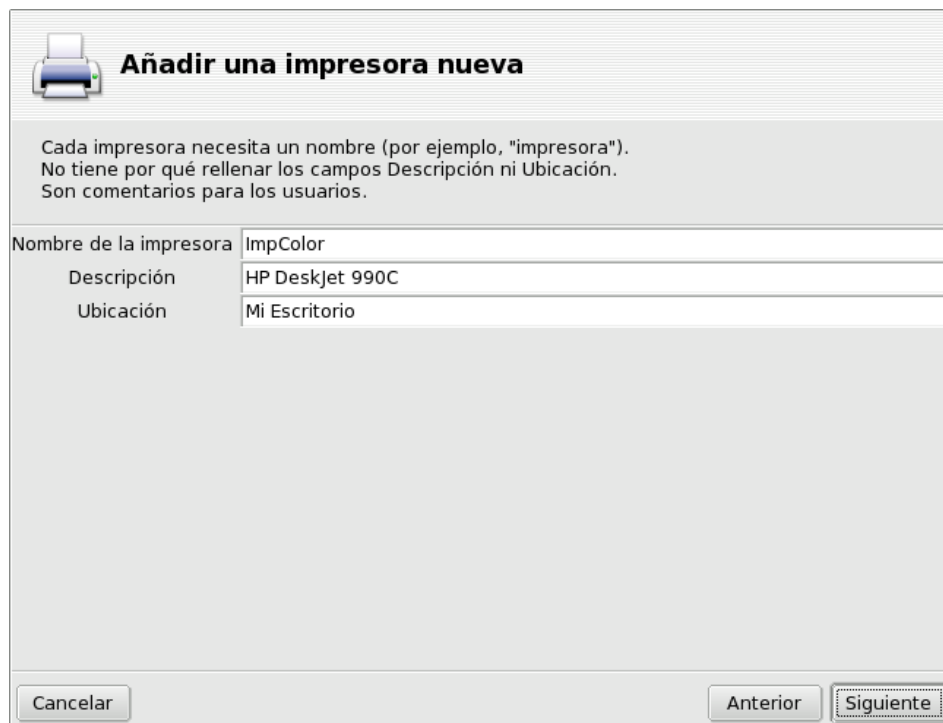 Añadir una impresora nueva
Cada impresora necesita un nombre (por ejemplo, "impresora").
No tiene por qué rellenar los campos Descripción ni Ubicación.
Son comentarios para los usuarios.
Nombre de la impresora ImpColor
Descripción HP DeskJet 990C
Ubicación Mi Escritorio
Cancelar Anterior Siguiente